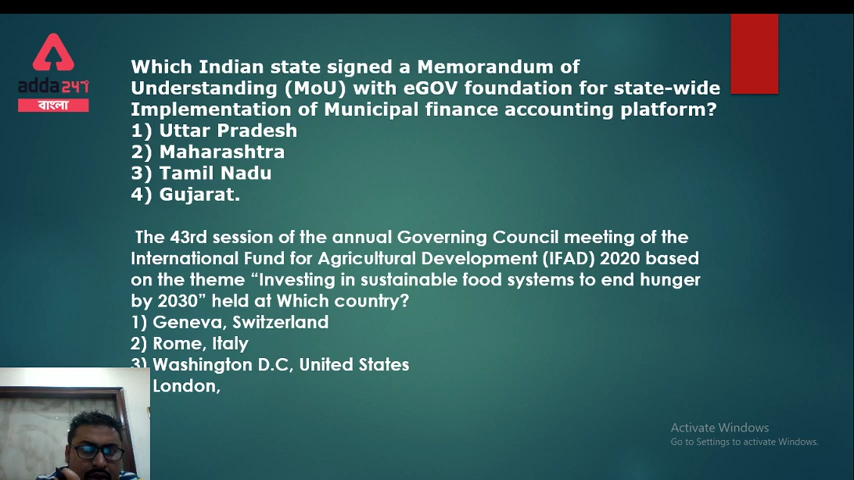 adda247
বাংলা
Which Indian state signed a Memorandum of
Understanding (MoU) with eGOV foundation for state-wide
Implementation of Municipal finance accounting platform?
1) Uttar Pradesh
2) Maharashtra
3) Tamil Nadu
4) Gujarat.
The 43rd session of the annual Governing Council meeting of the
International Fund for Agricultural Development (IFAD) 2020 based
on the theme “Investing in sustainable food systems to end hunger
by 2030” held at Which country?
1) Geneva, Switzerland
2) Rome, Italy
3) Washington D.C, United States
London,
Activate Windows
Go to Settings to activate Windows.